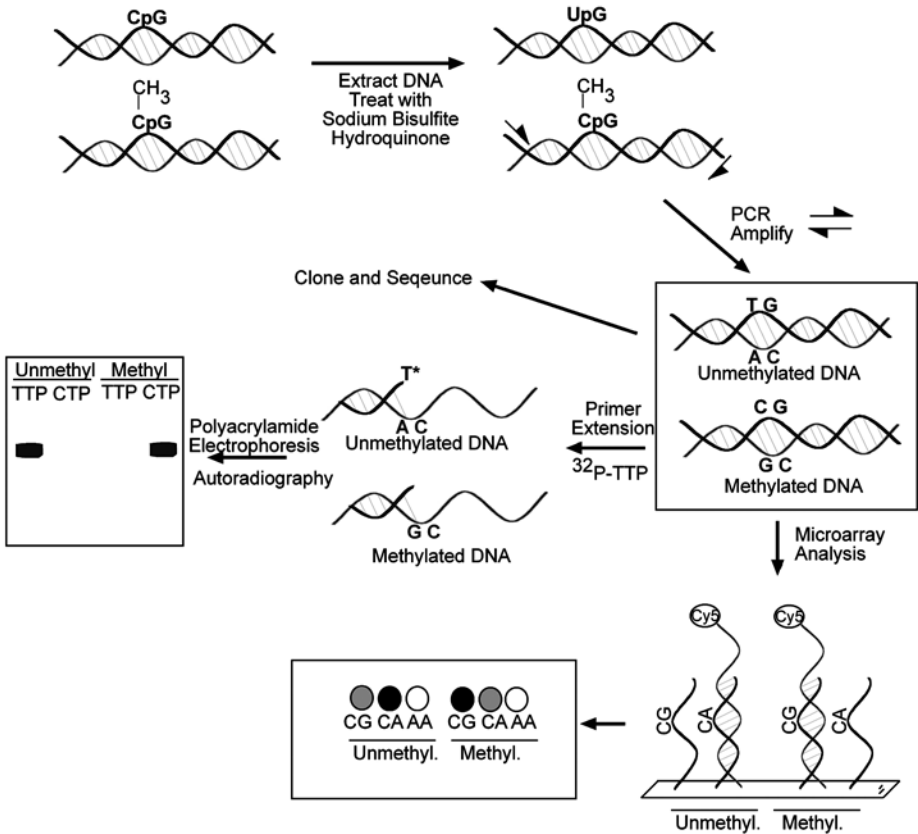 CpG
UpG
CH3
CpG
Extract DNA
Treat with
Sodium Bisulfite
Hydroquinone
CH3
CpG
PCR
Amplify
Clone and Seqeunce
T G
A C
Unmethylated DNA
C G
G C
Methylated DNA
Primer
Extension
32P-TTP
T*
A C
Unmethylated DNA
G C
Methylated DNA
Polyacrylamide
Electrophoresis
Autoradiography
Unmethyl Methyl
TTP CTP TTP CTP
Microarray
Analysis
Cy5 Cy5
CG CA CG CA
Unmethyl. Methyl.
CG CA AA CG CA AA
Unmethyl. Methyl.